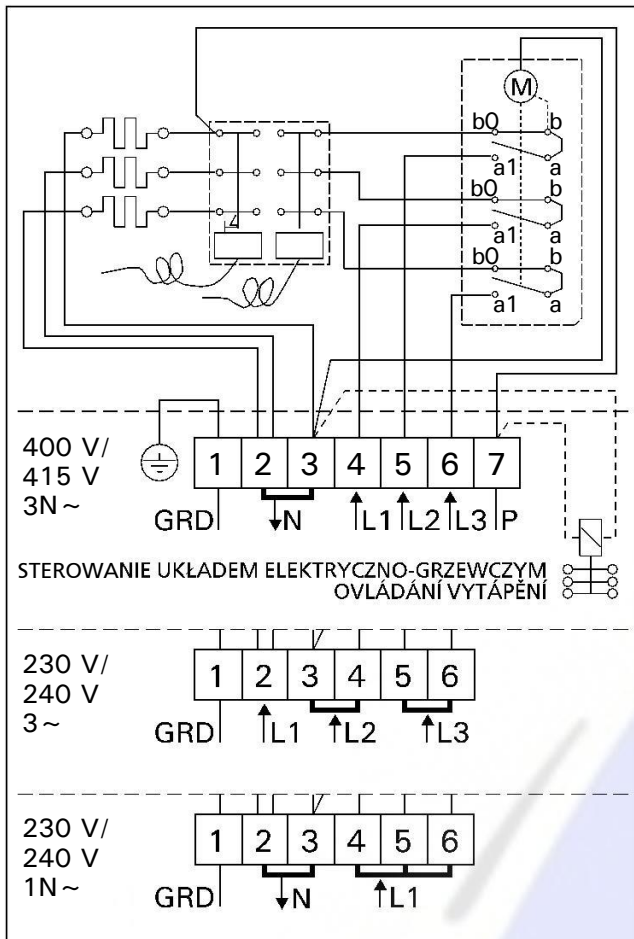 M
b0 b
a1 a
b0 b
a1 a
b0 b
a1 a
400 V/
415 V
3N~
1 2 3 4 5 6 7
GRD N L1 L2 L3 P
STEROWANIE UKŁADEM ELEKTRYCZNO-GRZEWCZYM
OVLÁDÁNÍ VYTÁPĚNÍ
230 V/
240 V
3~
1 2 3 4 5 6
GRD L1 L2 L3
230 V/
240 V
1N~
1 2 3 4 5 6
GRD N L1